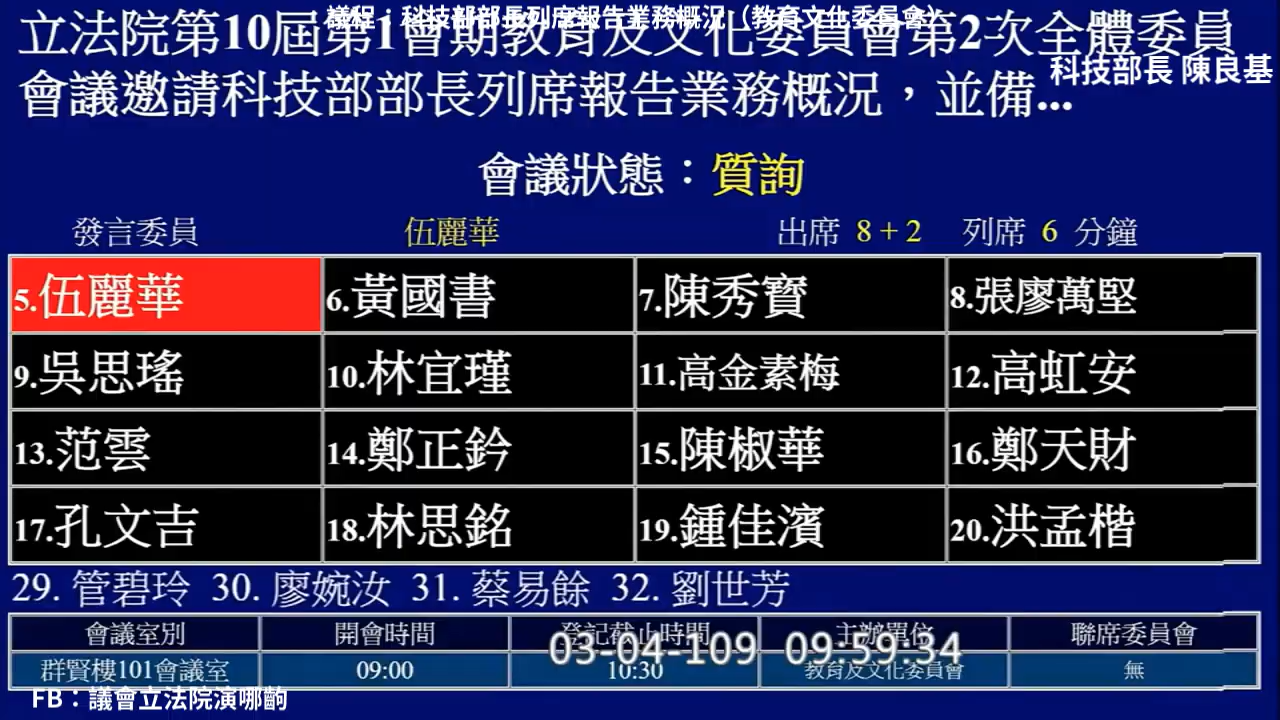 議程：科技部部長列席報告業務概況（教育文化委員會）
立法院第10屆第1會期教育及文化委員會第2次全體委員
科技部長 陳良基
會議邀請科技部部長列席報告業務概況，並備...
會議狀態：質詢
發言委員 伍麗華 出席 8+2 列席 6 分鐘
5.伍麗華 6.黃國書 7.陳秀寳 8.張廖萬堅
9.吳思瑤 10.林宜瑾 11.高金素梅 12.高虹安
13.范雲 14.鄭正鈐 15.陳椒華 16.鄭天財
17.孔文吉 18.林思銘 19.鍾佳濱 20.洪孟楷
29. 管碧玲 30. 廖婉汝 31. 蔡易餘 32. 劉世芳
會議室別 開會時間 登記截止時間 主辦單位 聯席委員會
03-04-109 09:59:34
群賢樓101會議室 09:00 10:30 教育及文化委員會 無
FB：議會立法院演哪齣